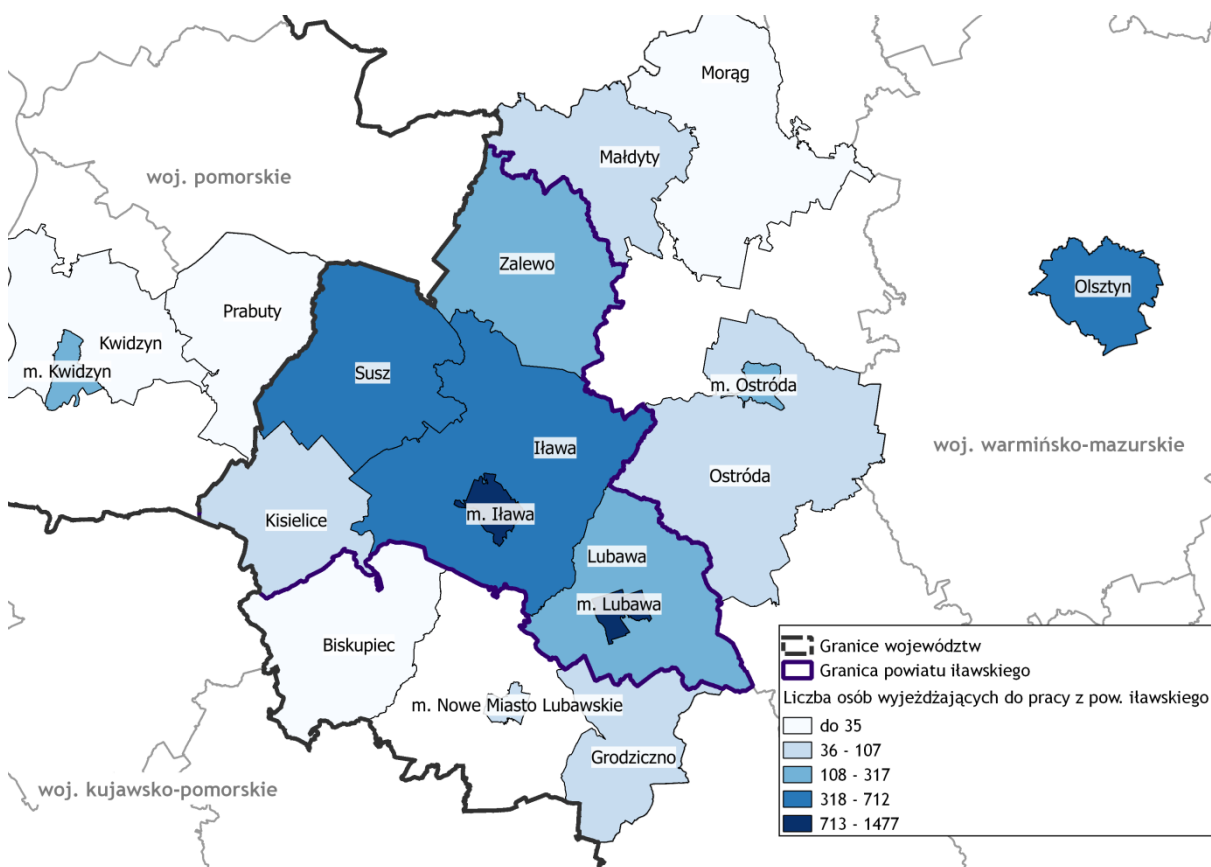 Morąg
Małdyty
woj. pomorskie
Zalewo
Olsztyn
Prabuty
Kwidzyn
m. Kwidzyn
Susz
m. Ostróda
woj. warmińsko-mazurskie
Iława
Ostróda
m. Iława
Kisielice
Lubawa
m. Lubawa
Biskupiec
m. Nowe Miasto Lubawskie
Grodziczno
woj. kujawsko-pomorskie
Granice województw
Granica powiatu iławskiego
Liczba osób wyjeżdżających do pracy z pow. iławskiego
do 35
36 - 107
108 - 317
318 - 712
713 - 1477